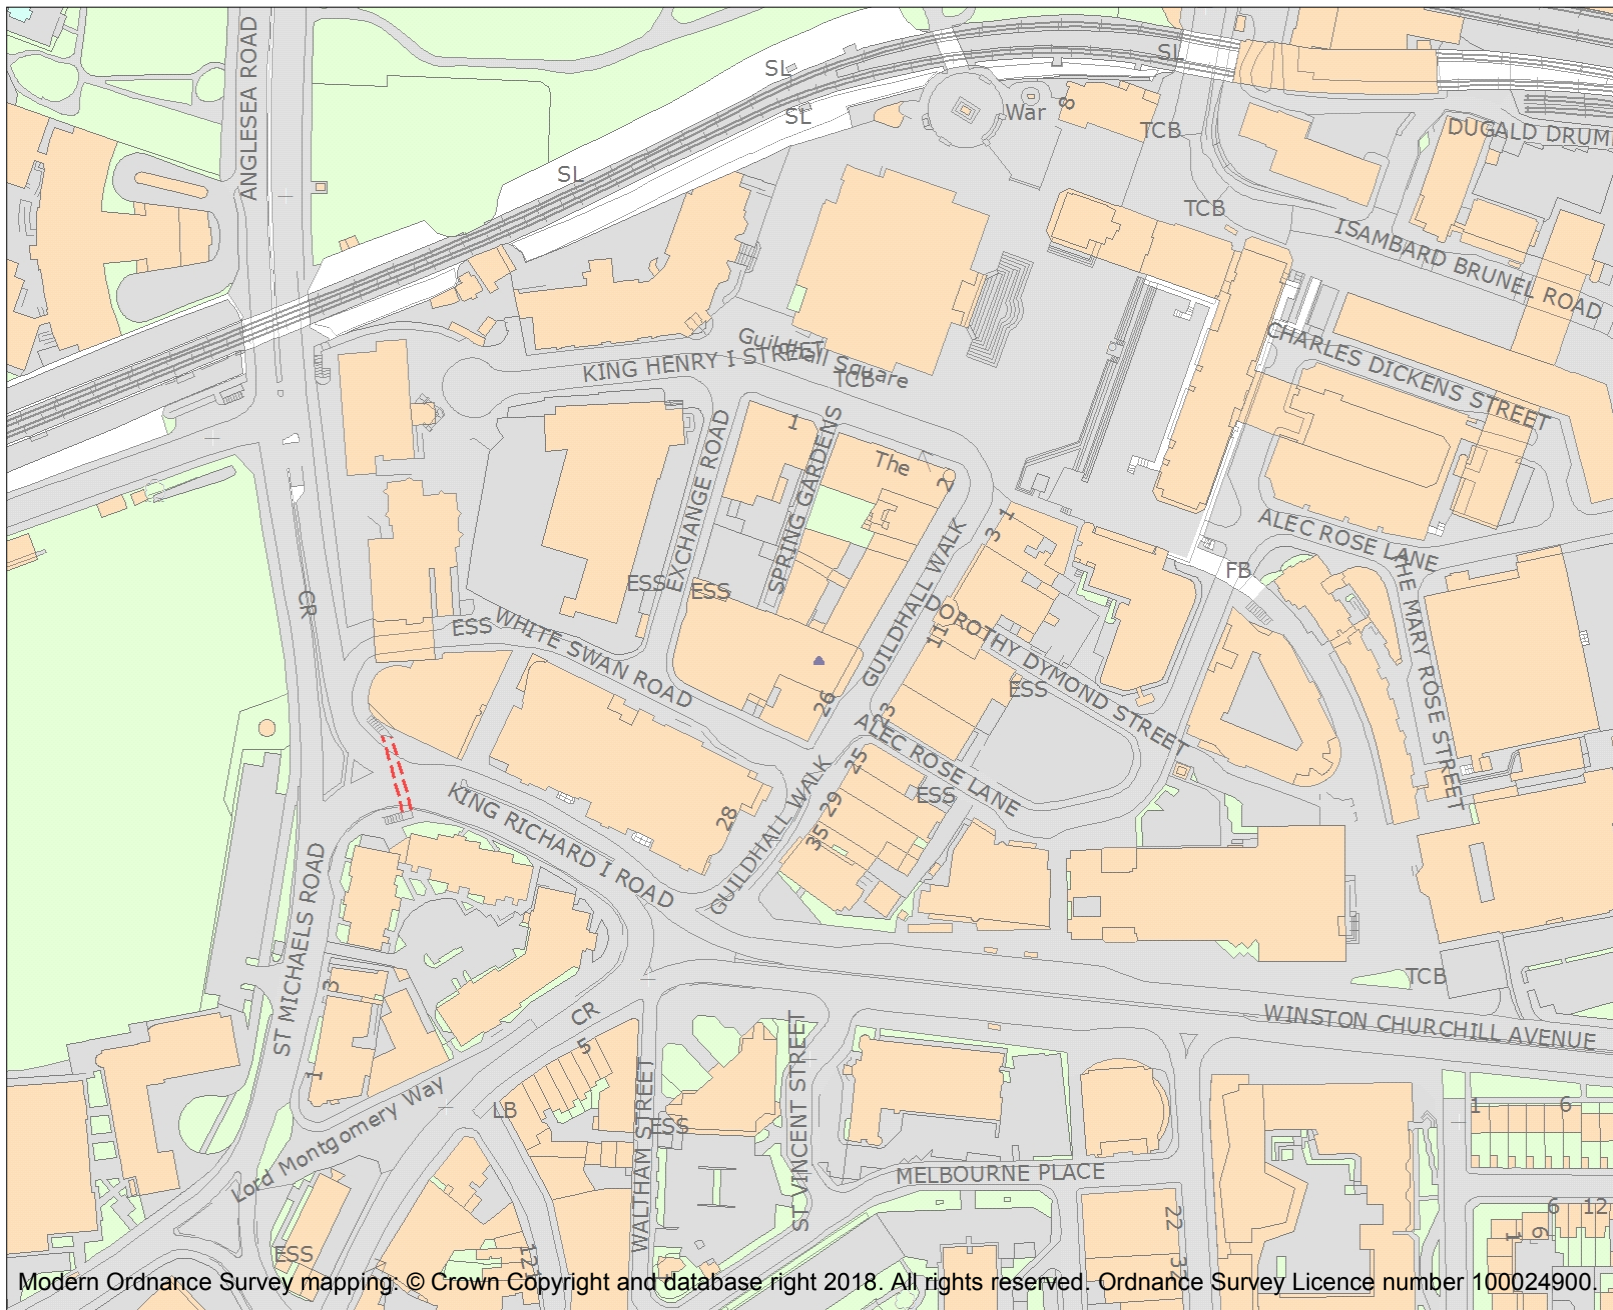 ANGLESEA ROAD
SL
SL
SL
SL
War
8
TCB
TCB
DUGALD DRUM
ISAMBARD BRUNEL ROAD
CHARLES DICKENS STREET
Guildhall Square
KING HENRY I STREET
TCB
EXCHANGE ROAD
1
SPRING GARDENS
The
2
1
3
ALEC ROSE LANE
FB
THE MARY ROSE STREET
CR
ESS
ESS
ESS
WHITE SWAN ROAD
GUILDHALL WALK
DOROTHY DYMOND STREET
11
ESS
26
23
ALEC ROSE LANE
25
ESS
29
35
28
GUILDHALL WALK
KING RICHARD I ROAD
ST MICHAELS ROAD
3
1
CR
5
TCB
WINSTON CHURCHILL AVENUE
Lord Montgomery Way
LB
WALTHAM STREET
ESS
ST VINCENT STREET
MELBOURNE PLACE
1
6
22
6
12
1
9
ESS
12
32
Modern Ordnance Survey mapping: © Crown Copyright and database right 2018. All rights reserved. Ordnance Survey Licence number 100024900.